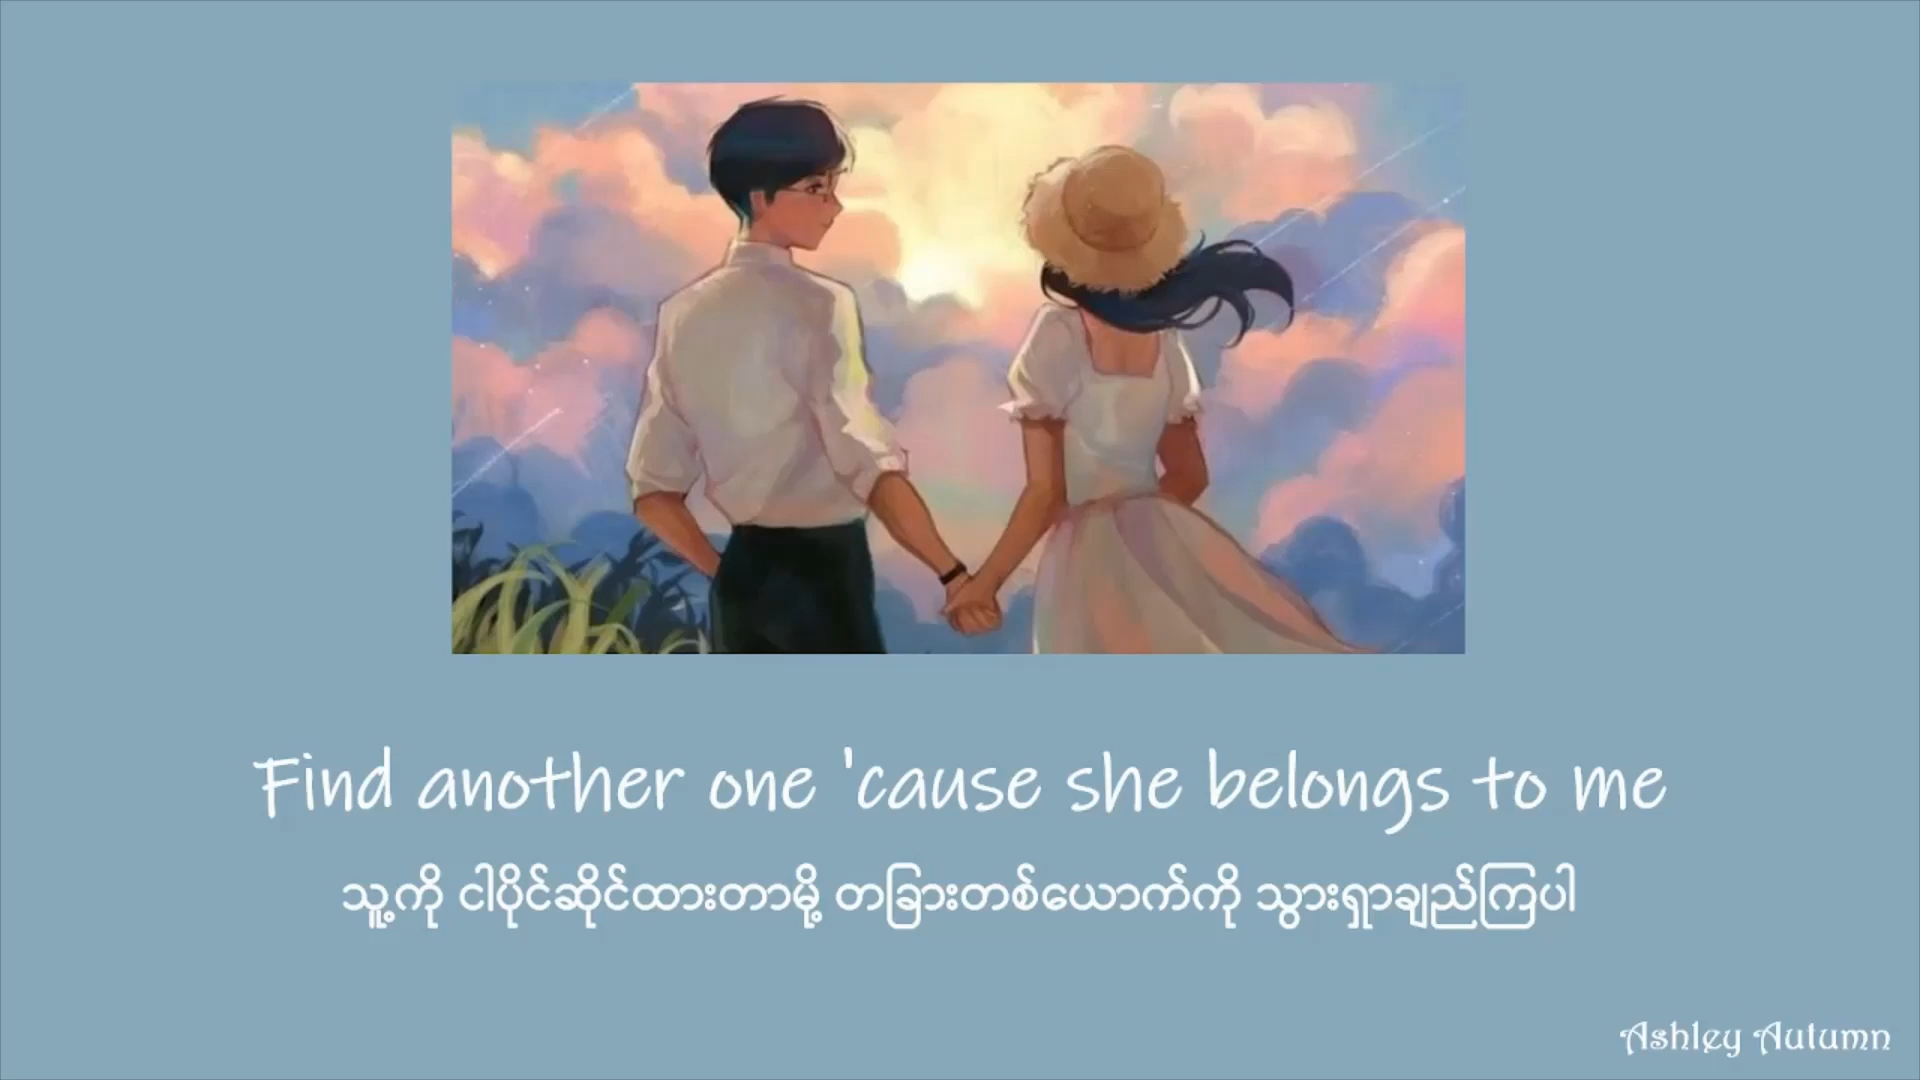 Find another one 'cause she belongs to me
သူ့ကို ငါပိုင်ဆိုင်ထားတာမို့ တခြားတစ်ယောက်ကို သွားရှာချည်ကြပါ
Ashley Autumn